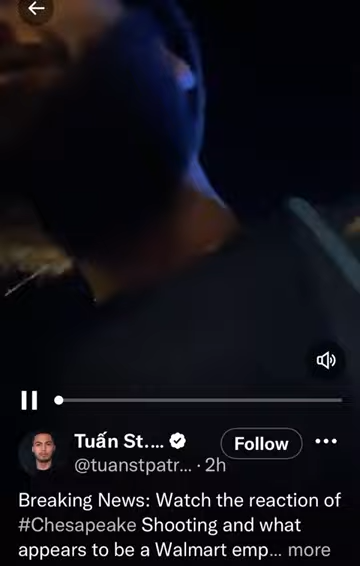 Tuấn St.…
Follow
@tuanstpatr… · 2h
Breaking News: Watch the reaction of
#Chesapeake Shooting and what
appears to be a Walmart emp… more